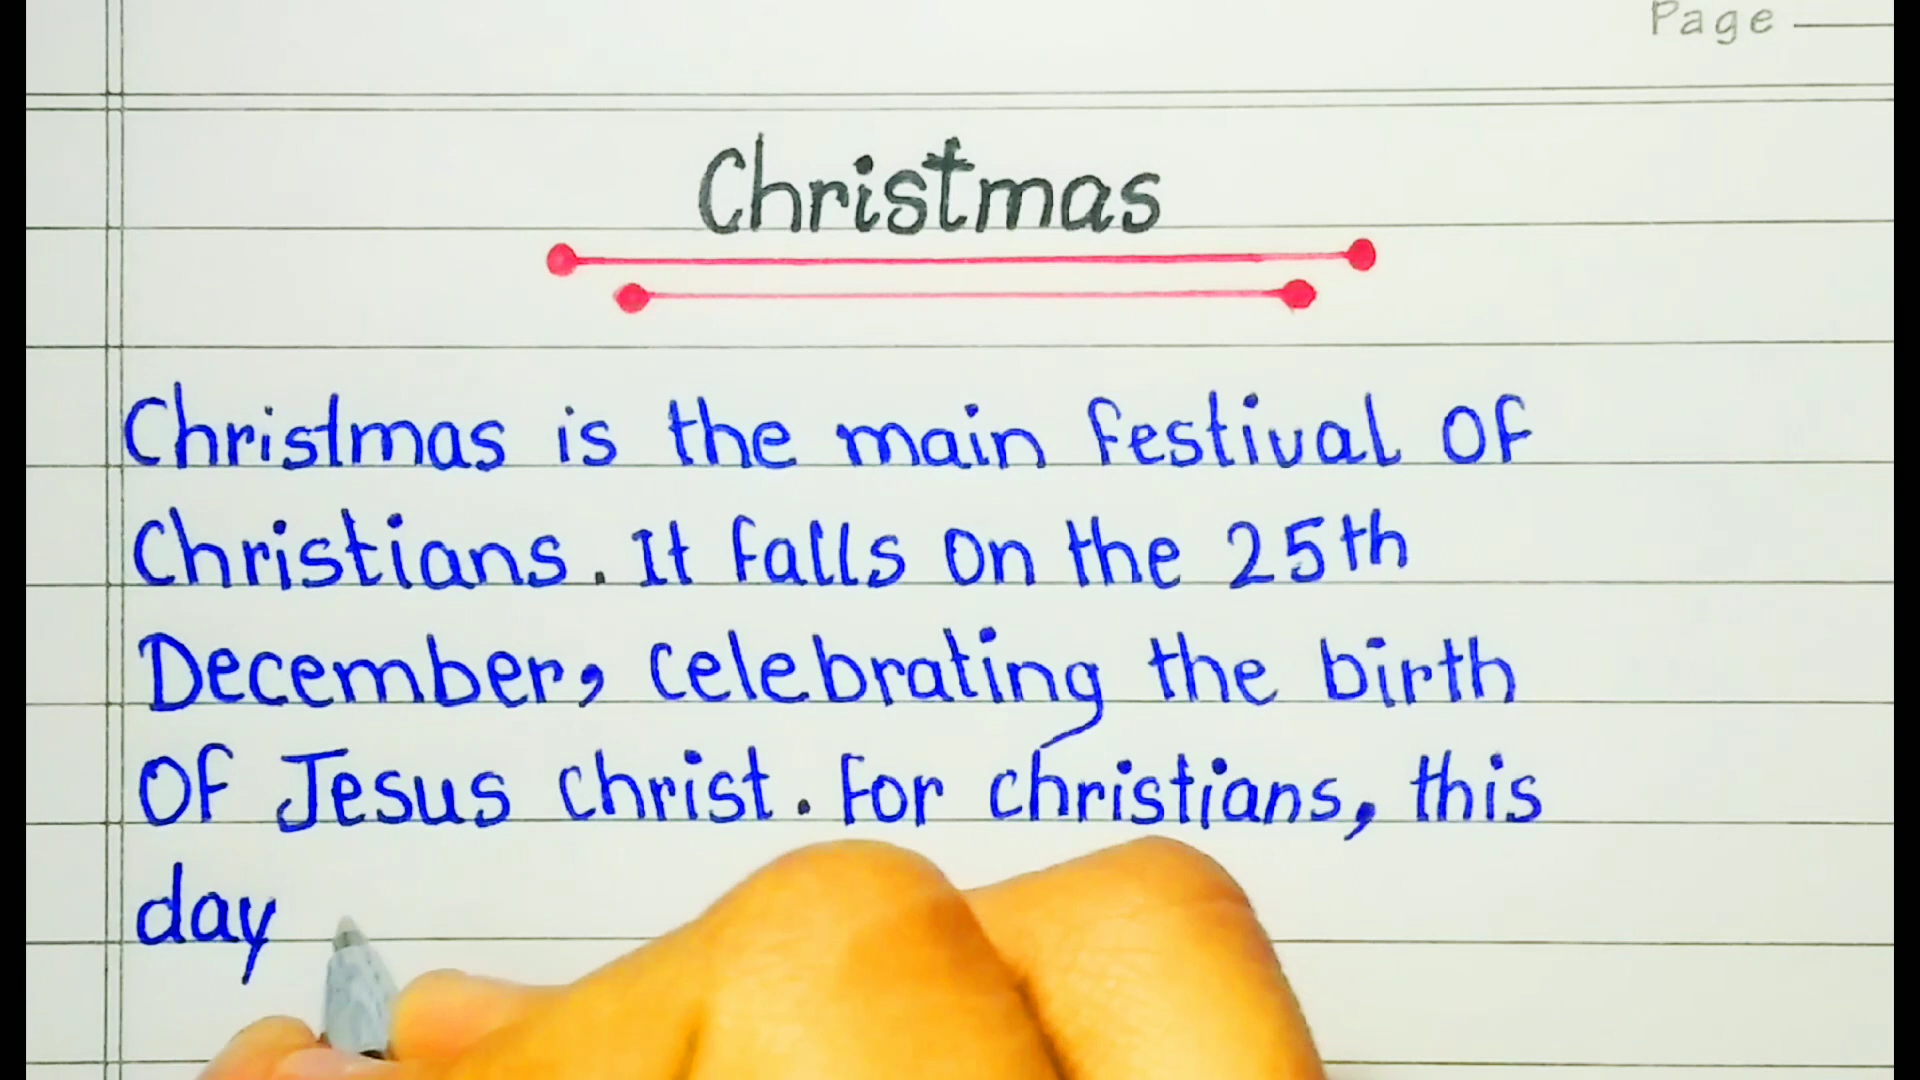 Page
Christmas
Christmas is the main festival of
Christians. It falls on the 25th
December, celebrating the birth
of Jesus christ. For christians, this
day